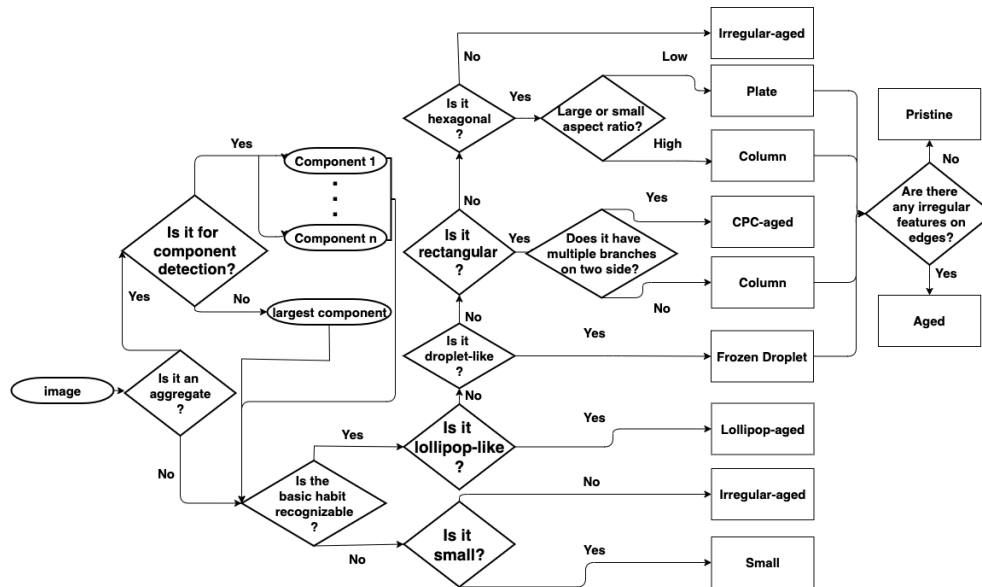 image
Is it an
aggregate
?
Yes
No
Is it for
component
detection?
Yes
No
Component 1
Component n
largest component
Is the
basic habit
recognizable
?
Yes
No
Is it
small?
No
Yes
Irregular-aged
Small
Is it
lollipop-like
?
Yes
No
Lollipop-aged
Is it
droplet-like
?
Yes
No
Frozen Droplet
Is it
rectangular
?
Yes
No
Does it have
multiple branches
on two side?
Yes
No
CPC-aged
Column
Is it
hexagonal
?
Yes
No
Irregular-aged
Large or small
aspect ratio?
Low
High
Plate
Column
Are there
any irregular
features on
edges?
No
Yes
Pristine
Aged